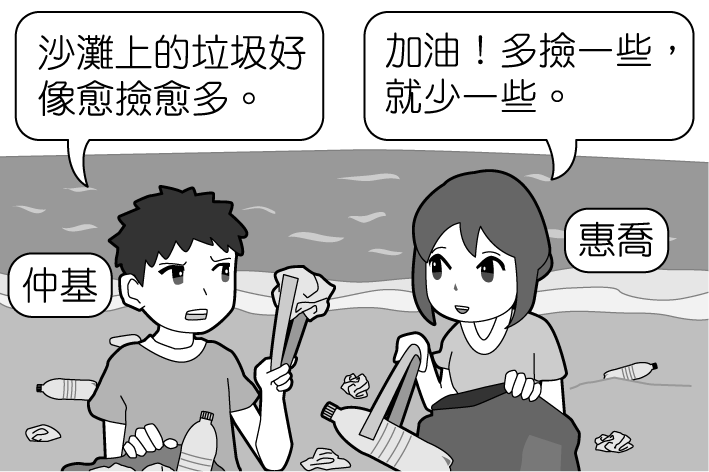 沙灘上的垃圾好
像愈撿愈多。
加油！多撿一些，
就少一些。
仲基
惠喬